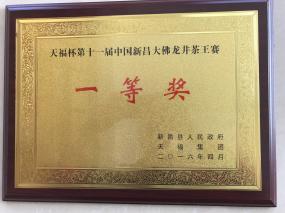 天福杯第十一届中国新昌大佛龙井茶王赛
一等奖
新昌县人民政府
天福集团
二〇一六年四月